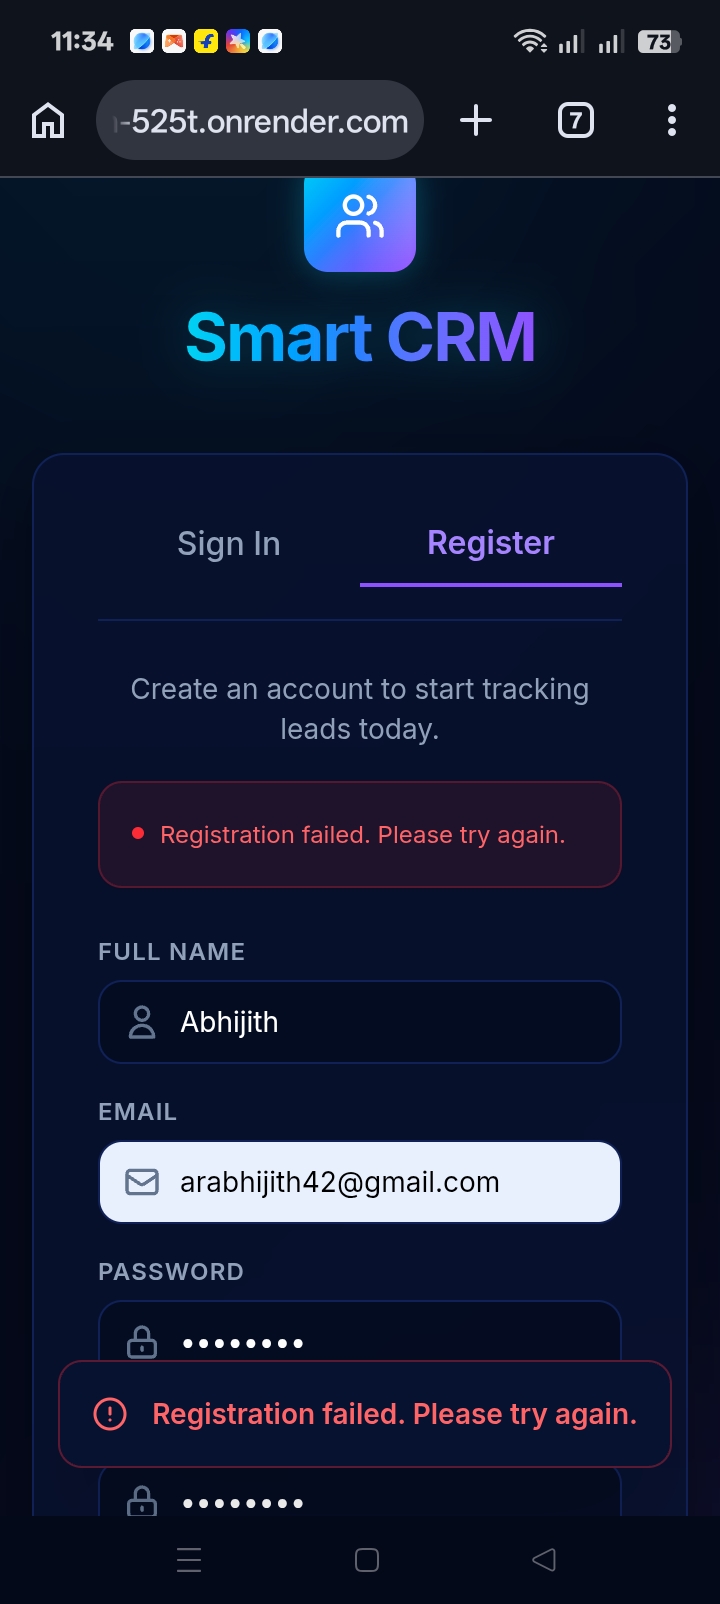 11:34
73
-525t.onrender.com
7
Smart CRM
Sign In
Register
Create an account to start tracking
leads today.
Registration failed. Please try again.
FULL NAME
Abhijith
EMAIL
arabhijith42@gmail.com
PASSWORD
••••••••
Registration failed. Please try again.
••••••••